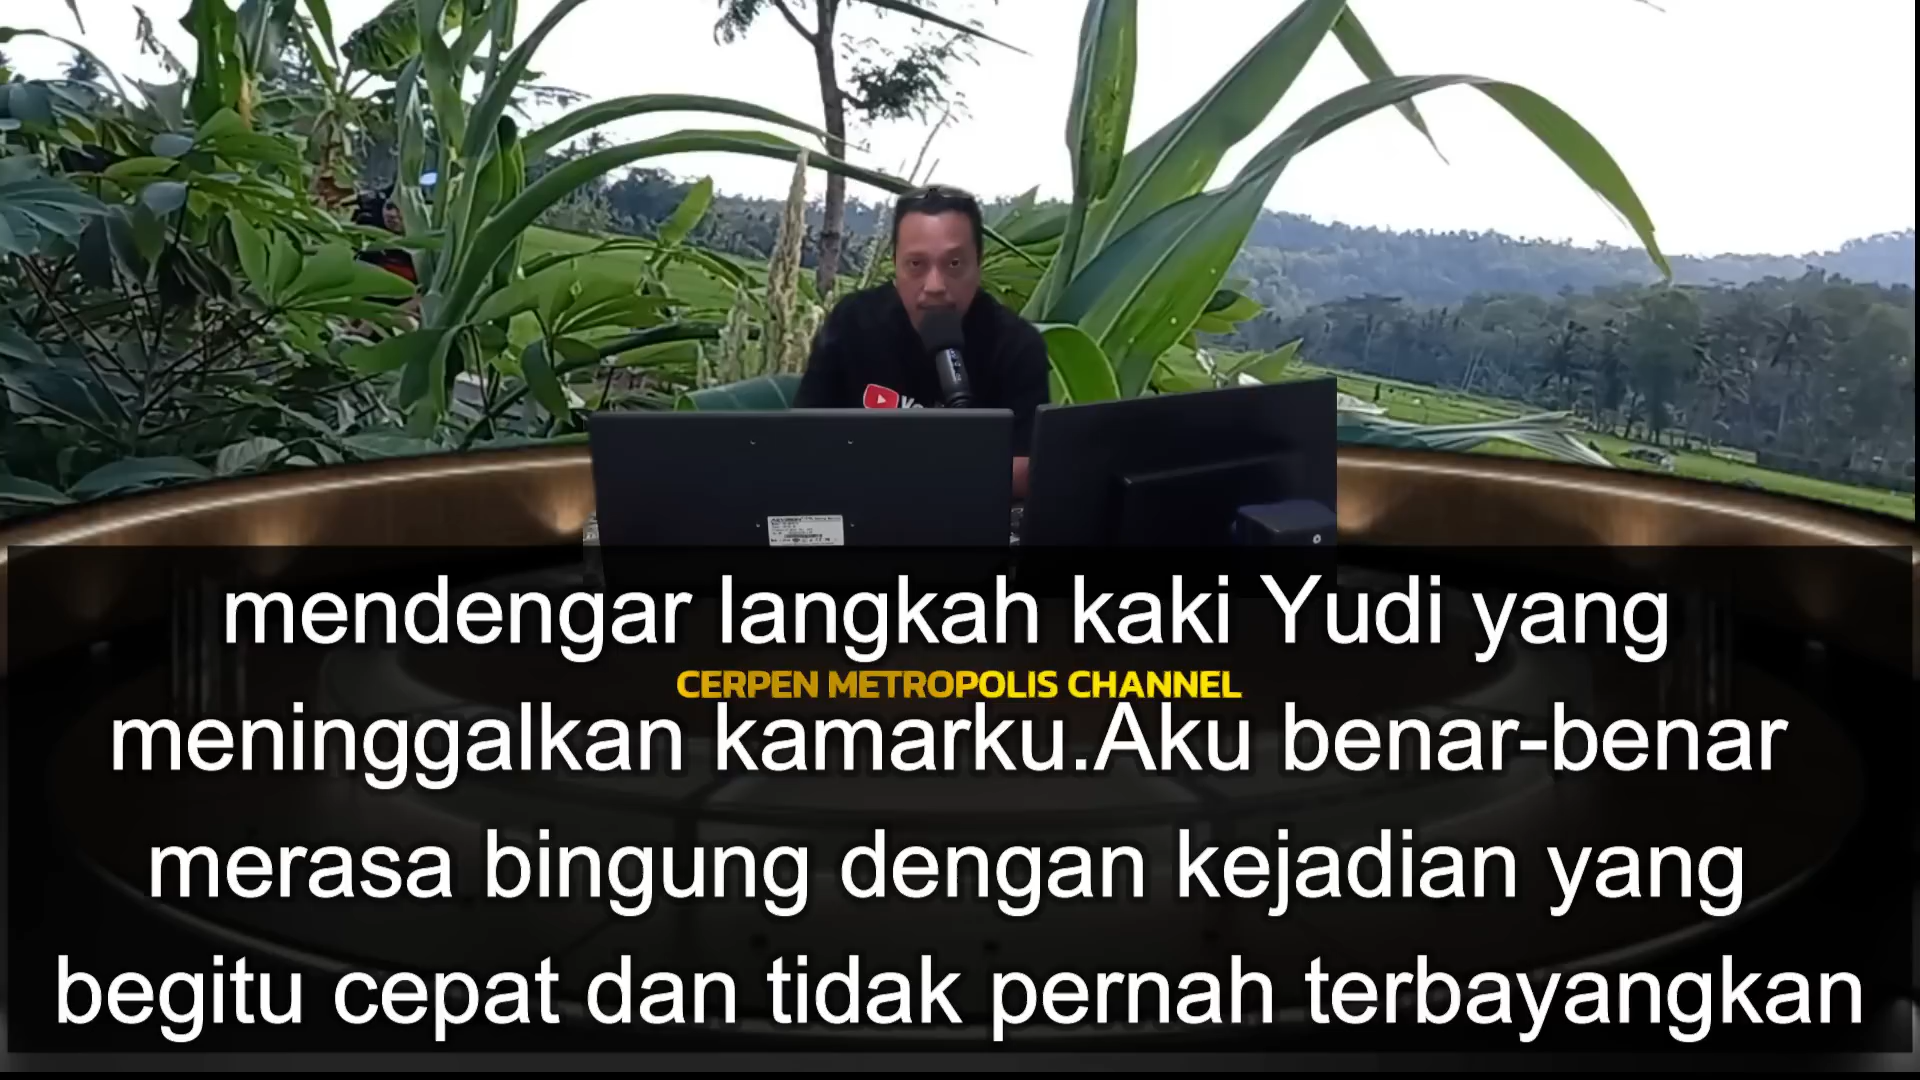 mendengar langkah kaki Yudi yang
CERPEN METROPOLIS CHANNEL
meninggalkan kamarku.Aku benar-benar
merasa bingung dengan kejadian yang
begitu cepat dan tidak pernah terbayangkan